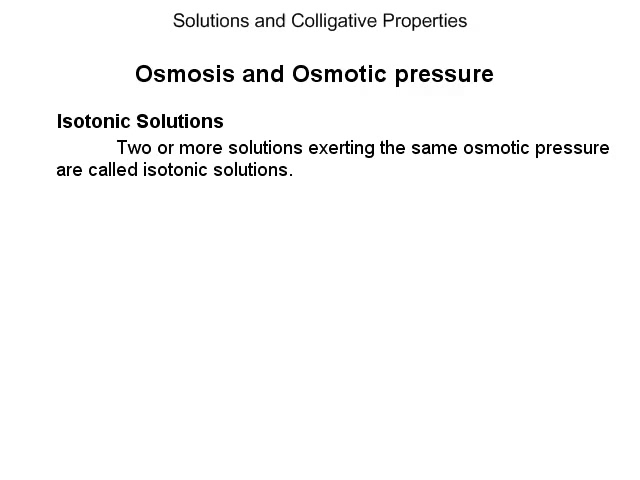 Solutions and Colligative Properties
Osmosis and Osmotic pressure
Isotonic Solutions
Two or more solutions exerting the same osmotic pressure
are called isotonic solutions.